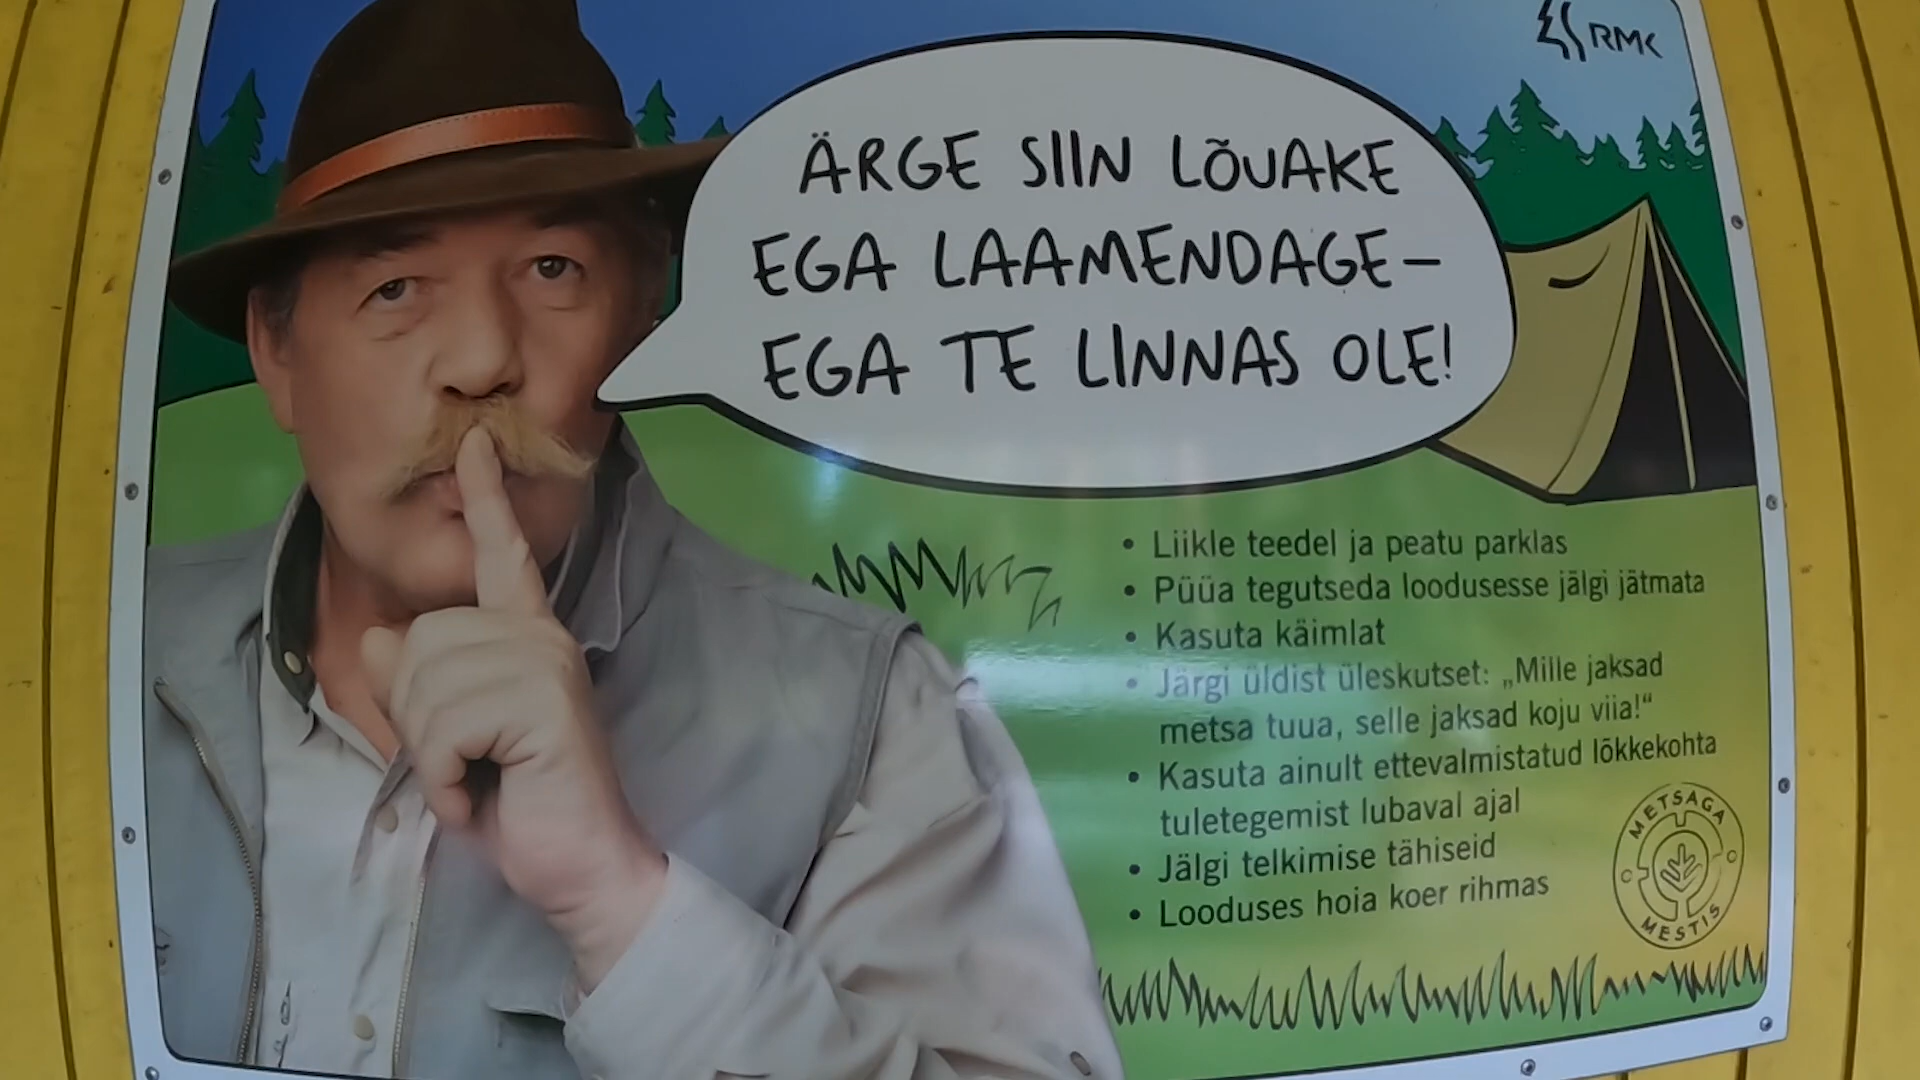 RMK
ÄRGE SIIN LÕUAKE
EGA LAAMENDAGE–
EGA TE LINNAS OLE!
• Liikle teedel ja peatu parklas
• Püüa tegutseda loodusesse jälgi jätmata
• Kasuta käimlat
• Järgi üldist üleskutset: „Mille jaksad
metsa tuua, selle jaksad koju viia!“
• Kasuta ainult ettevalmistatud lõkkekohta
tuletegemist lubaval ajal
• Jälgi telkimise tähiseid
• Looduses hoia koer rihmas
METSAGA
MESTIS